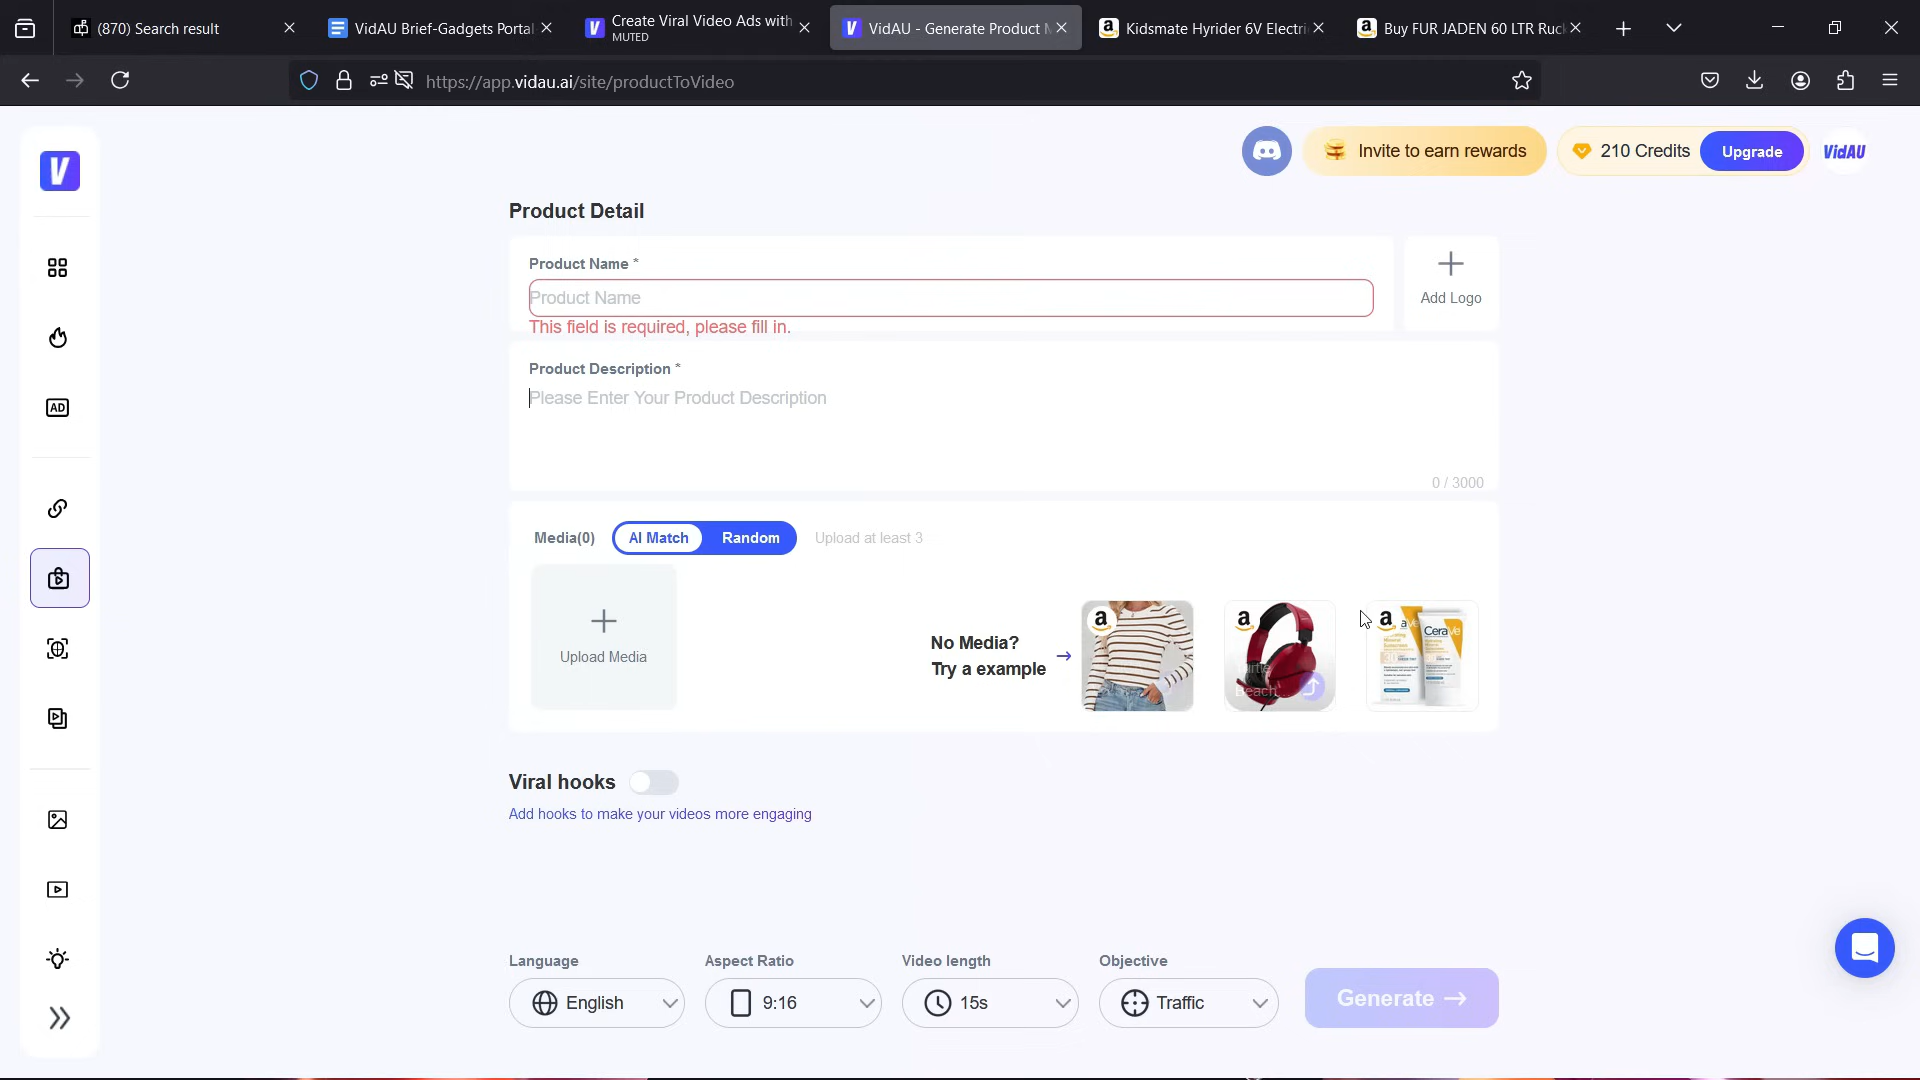 (870) Search result
VidAU Brief-Gadgets Portal
Create Viral Video Ads with
MUTED
VidAU - Generate Product
Kidsmate Hyrider 6V Electri
Buy FUR JADEN 60 LTR Ruck
https://app.vidau.ai/site/productToVideo
Invite to earn rewards
210 Credits
Upgrade
VidAU
V
Product Detail
Product Name *
Product Name
This field is required, please fill in.
Add Logo
Product Description *
Please Enter Your Product Description
0 / 3000
AD
Media(0)
AI Match
Random
Upload at least 3
Upload Media
No Media?
Try a example
a
a
Turtle
Beach...
a
CeraVe
Viral hooks
Add hooks to make your videos more engaging
Language
Aspect Ratio
Video length
Objective
English
9:16
15s
Traffic
Generate